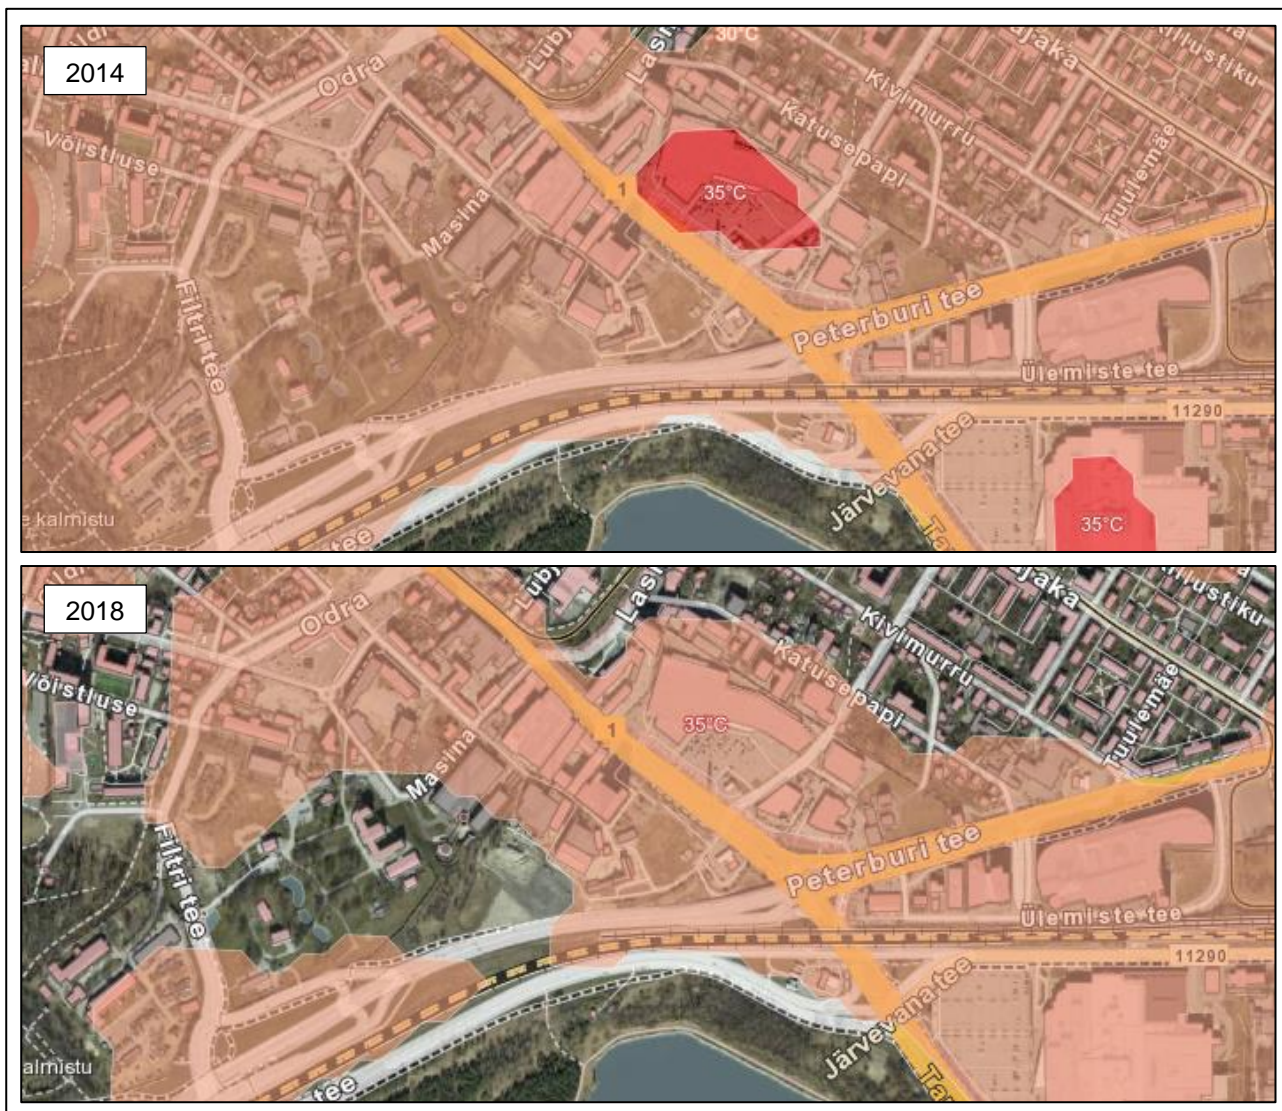 2014
30°C
Odra
Kivimurru
Katusepapi
Võistluse
1
35°C
Masina
Tuulemäe
Filtri tee
Peterburi tee
Ülemiste tee
11290
Järvevana tee
35°C
e kalmistu
tee
2018
Odra
Kivimurru
Katusepapi
Võistluse
35°C
1
Tuulemäe
Masina
Filtri tee
Peterburi tee
Ülemiste tee
11290
Järvevana tee
almistu
tee